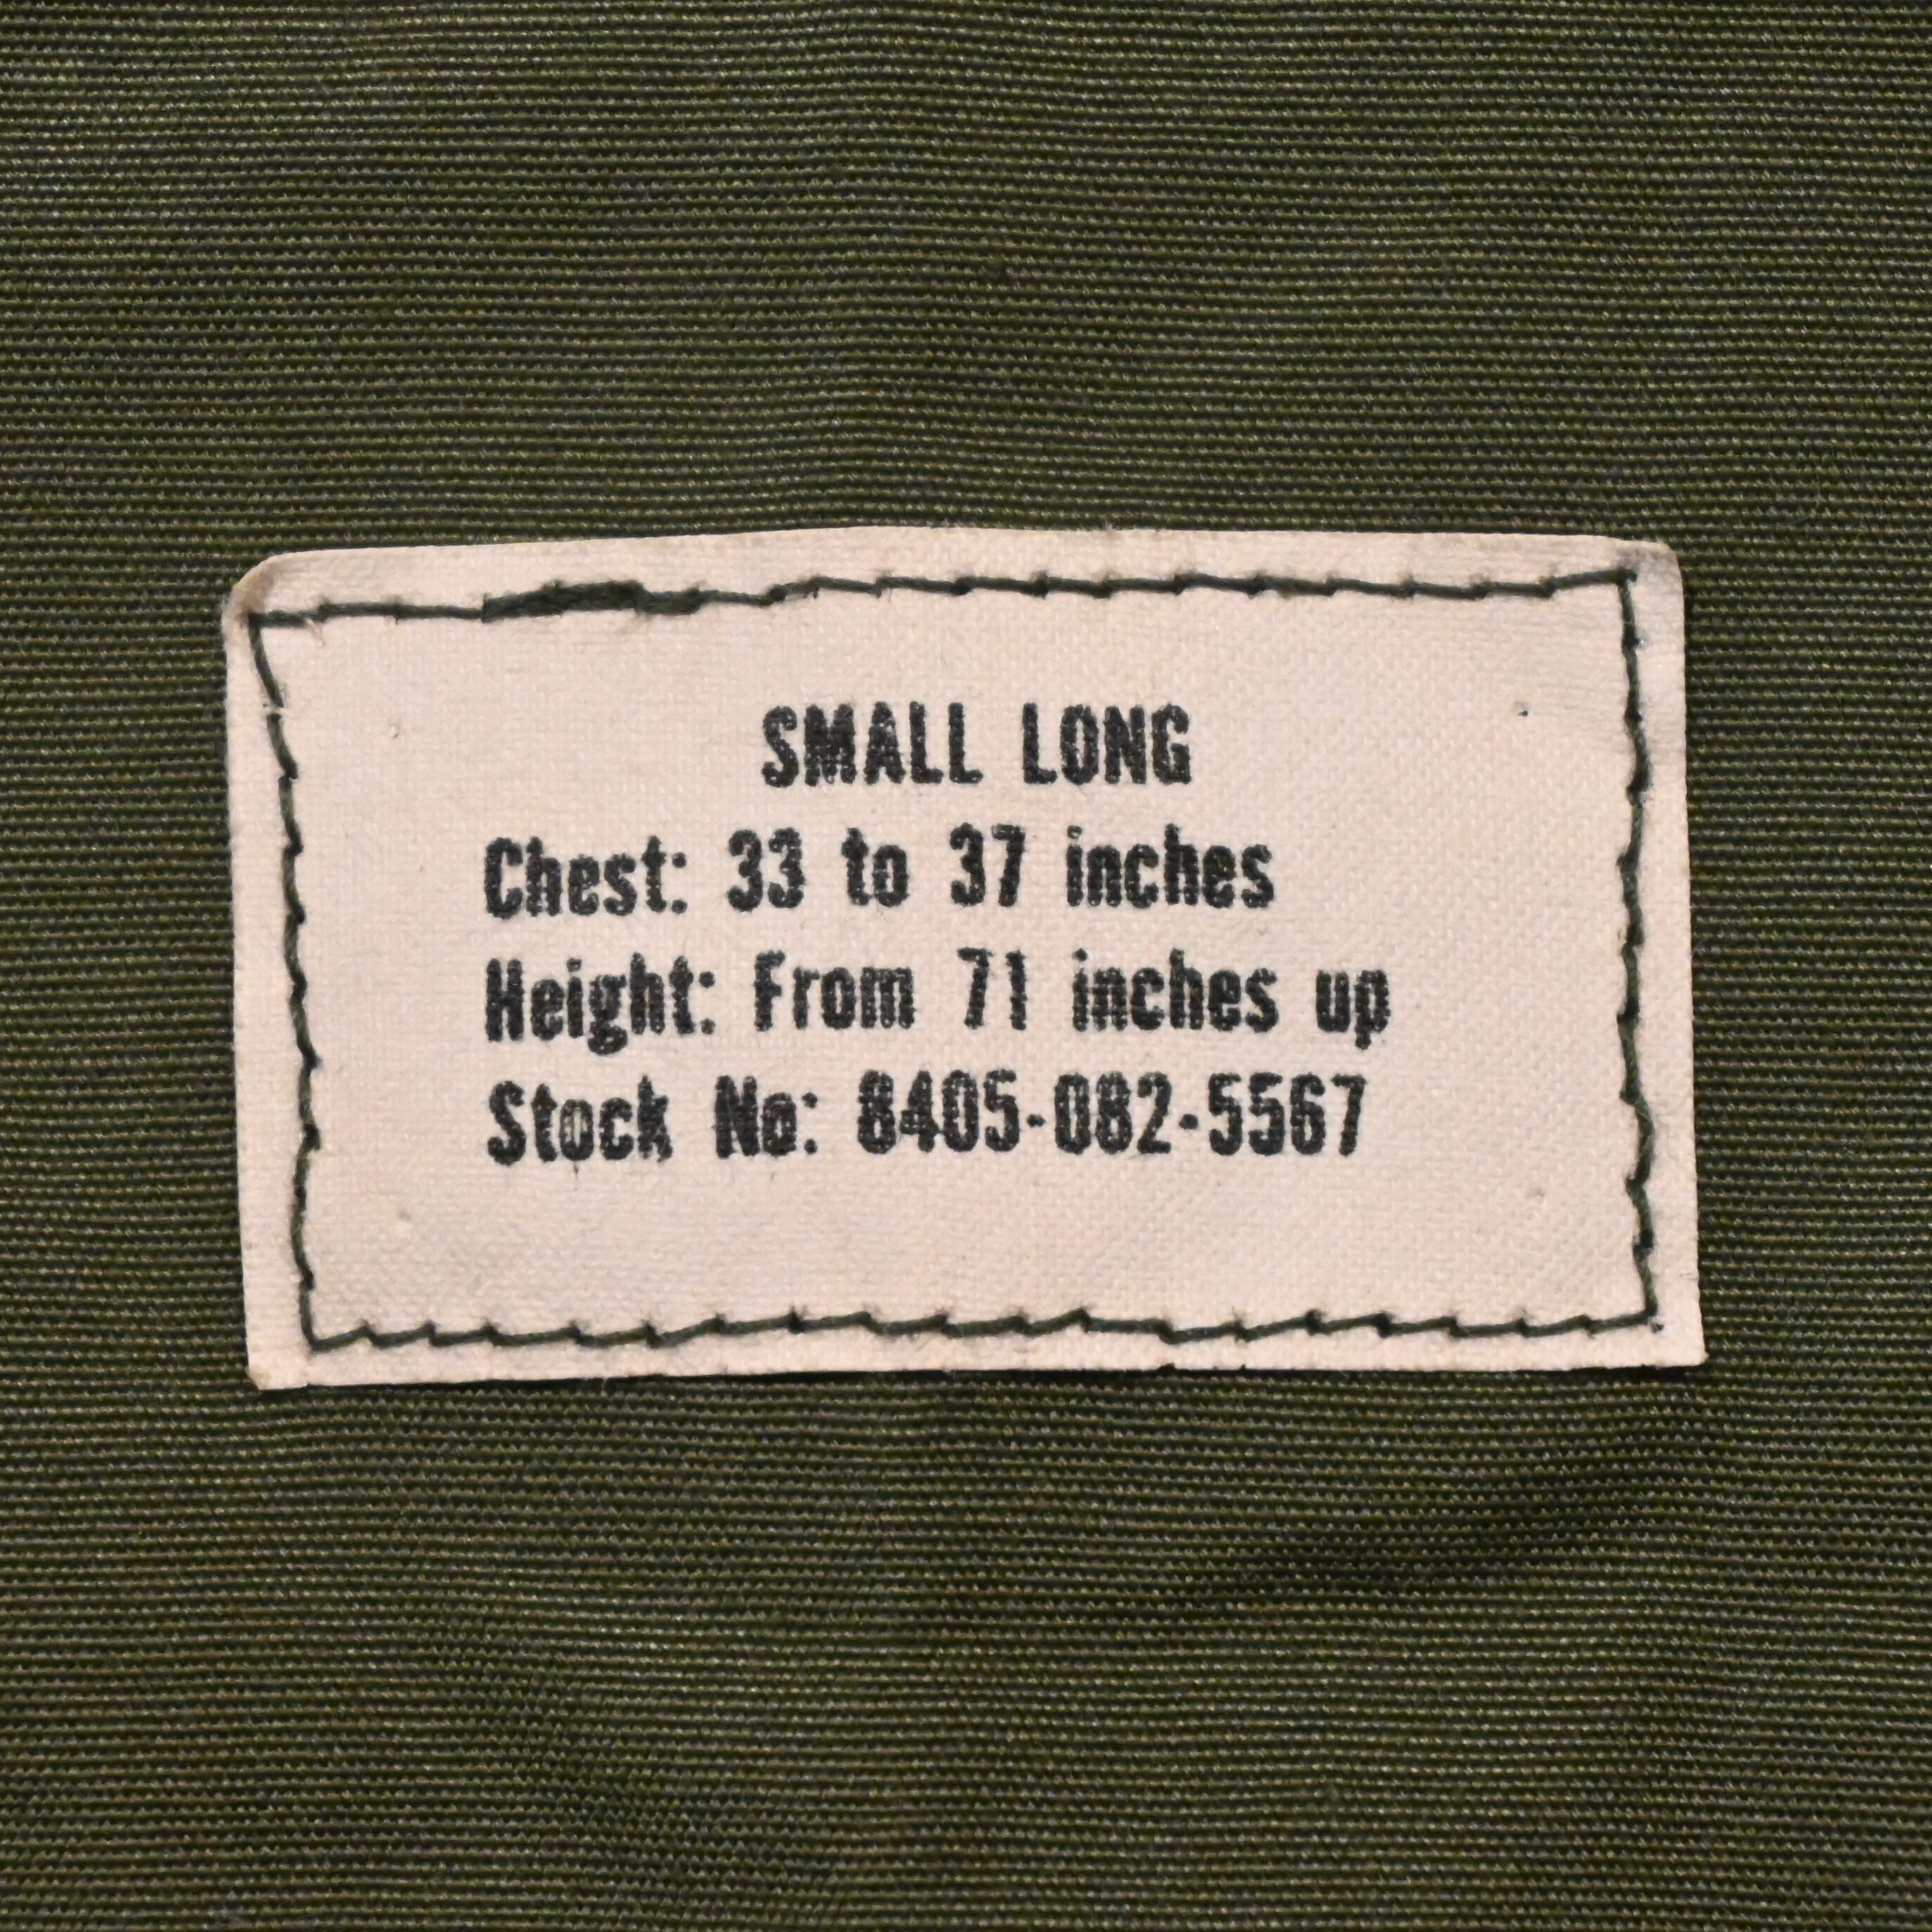 SMALL LONG
Chest: 33 to 37 inches
Height: From 71 inches up
Stock No: 8405-082-5567